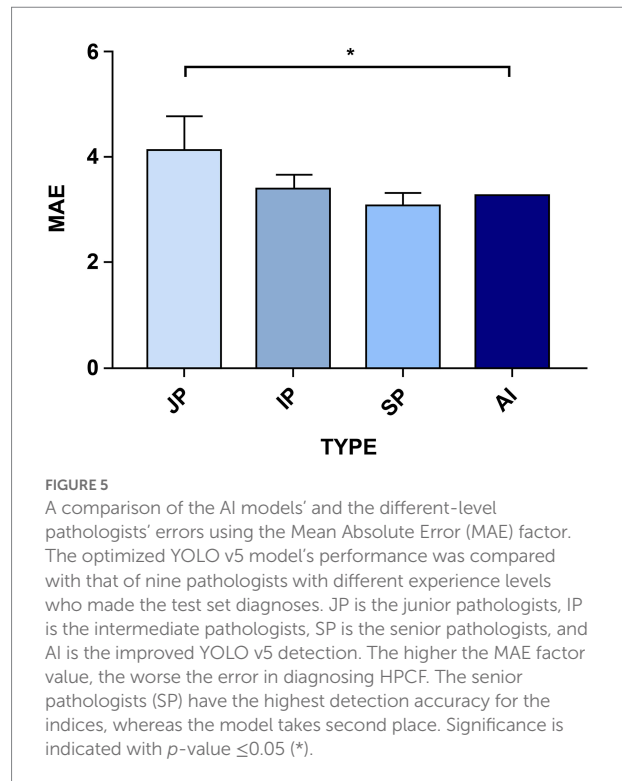 6
*
4
MAE
2
0
JP
IP
SP
AI
TYPE
FIGURE 5
A comparison of the AI models' and the different-level
pathologists' errors using the Mean Absolute Error (MAE) factor.
The optimized YOLO v5 model's performance was compared
with that of nine pathologists with different experience levels
who made the test set diagnoses. JP is the junior pathologists, IP
is the intermediate pathologists, SP is the senior pathologists, and
AI is the improved YOLO v5 detection. The higher the MAE factor
value, the worse the error in diagnosing HPCF. The senior
pathologists (SP) have the highest detection accuracy for the
indices, whereas the model takes second place. Significance is
indicated with p-value ≤0.05 (*).